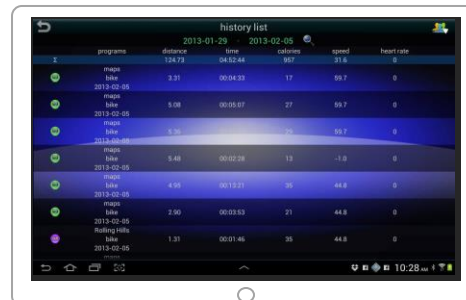 history list
2013-01-29 - 2013-02-05
programs distance time calories speed heart rate
Σ 124.73 04:52:44 957 31.6 0
maps
bike 3.31 00:04:33 17 59.7 0
2013-02-05
maps
bike 5.08 00:05:07 27 59.7 0
2013-02-05
maps
bike 5.36 25 59.7 0
2013-02-05
maps
bike 5.48 00:02:28 13 -1.0 0
2013-02-05
maps
bike 4.99 00:13:21 35 44.8 0
2013-02-05
maps
bike 2.90 00:03:53 21 44.8 0
2013-02-05
Rolling Hills
bike 1.31 00:01:46 35 44.8 0
2013-02-05
maps
10:28 AM